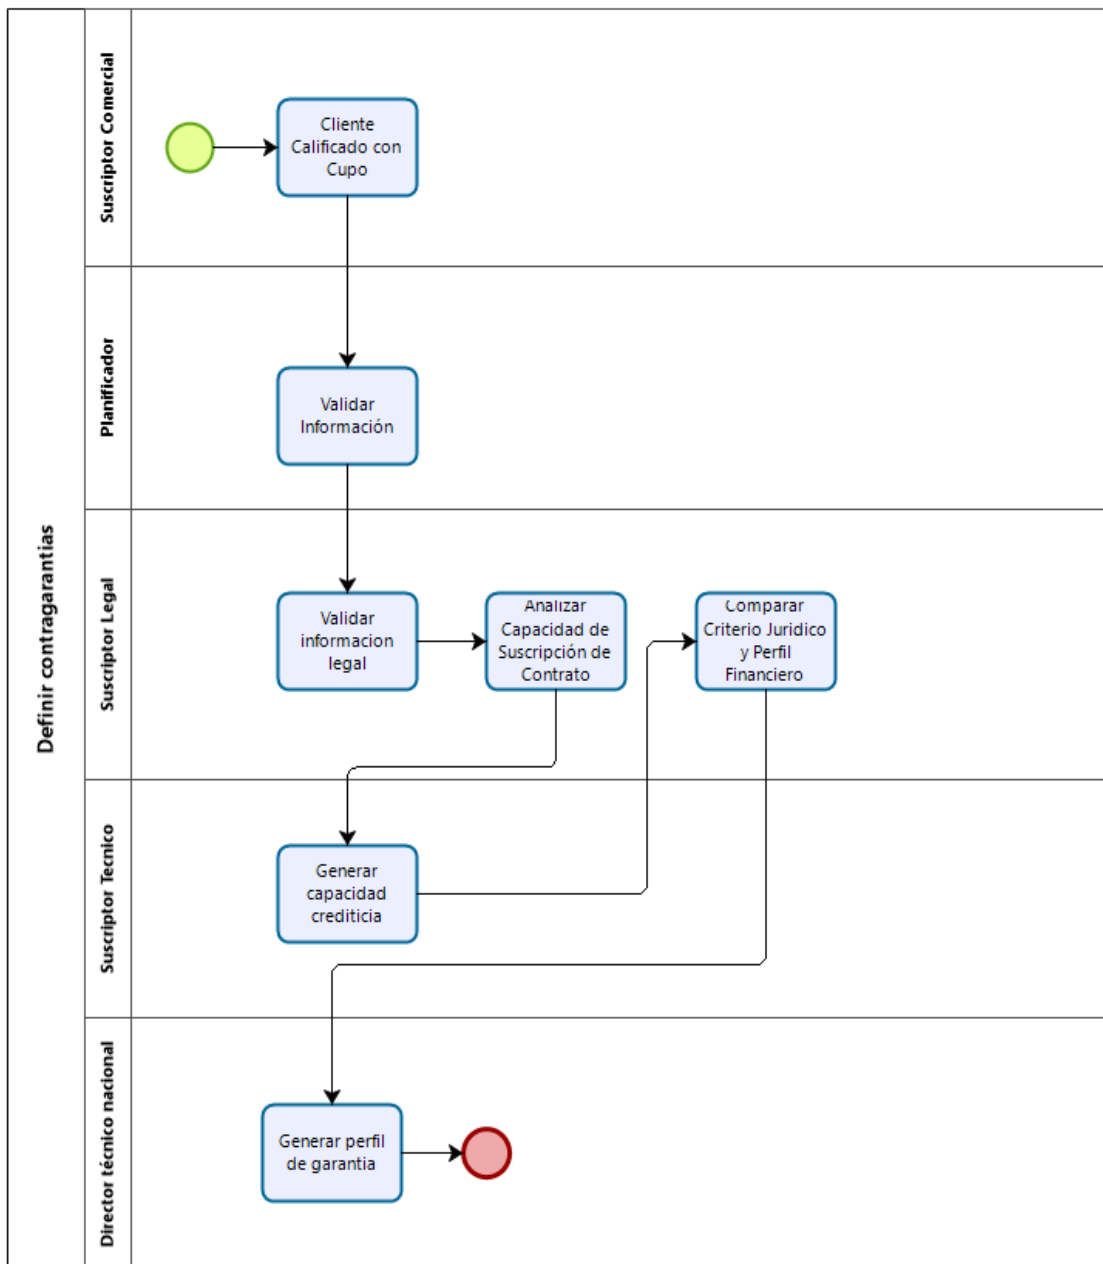 Definir contragarantias
Suscriptor Comercial
Cliente
Calificado con
Cupo
Planificador
Validar
Información
Suscriptor Legal
Validar
informacion
legal
Analizar
Capacidad de
Suscripción de
Contrato
Comparar
Criterio Juridico
y Perfil
Financiero
Suscriptor Tecnico
Generar
capacidad
crediticia
Director técnico nacional
Generar perfil
de garantia